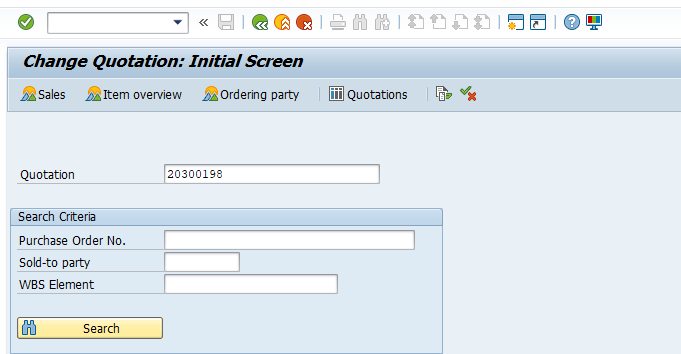 Change Quotation: Initial Screen
Sales Item overview Ordering party Quotations
Quotation 20300198
Search Criteria
Purchase Order No.
Sold-to party
WBS Element
Search